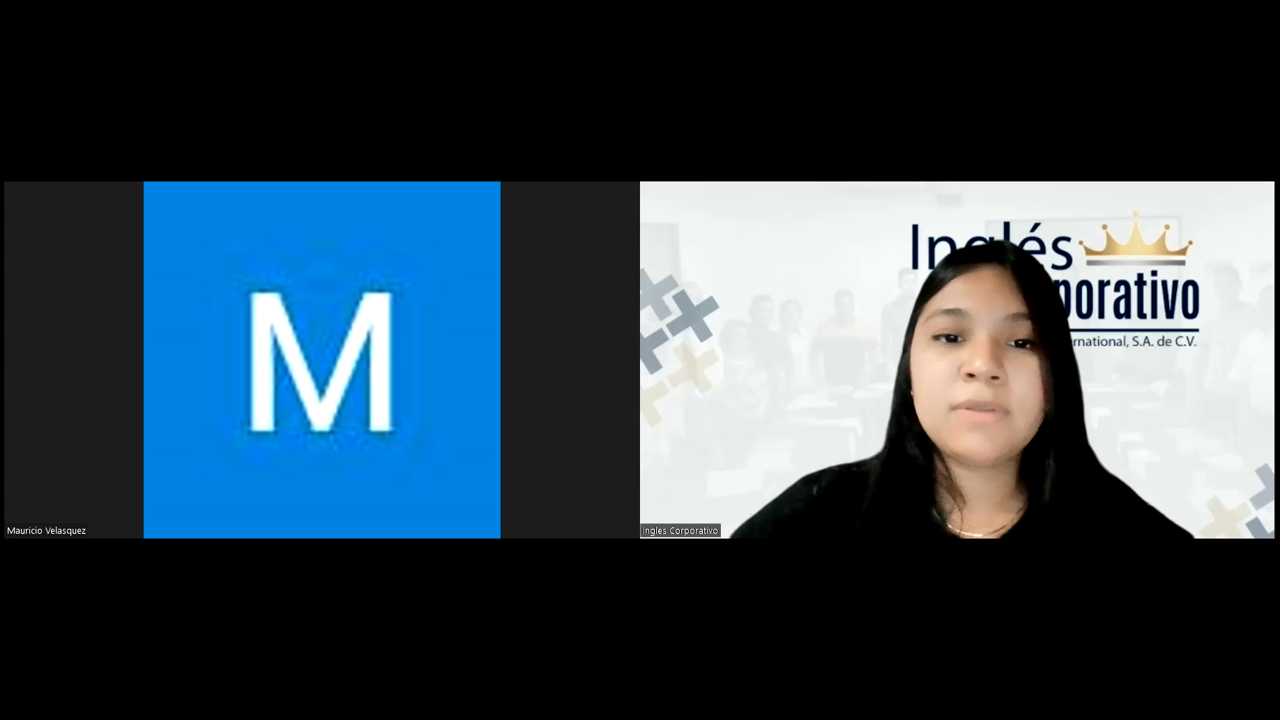 M
Mauricio Velasquez
Inglés
porativo
rnational, S.A. de C.V.
Ingles Corporativo